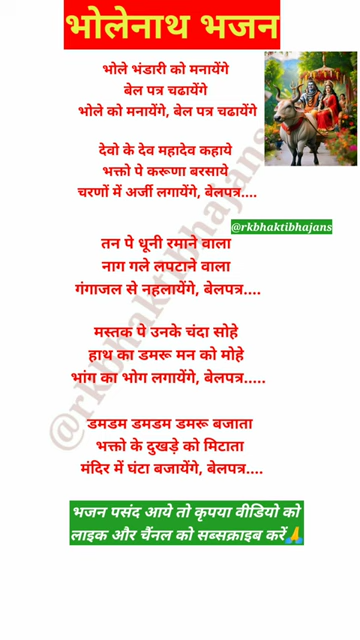 भोलेनाथ भजन
भोले भंडारी को मनायेंगे
बेल पत्र चढायेंगे
भोले को मनायेंगे, बेल पत्र चढायेंगे
देवो के देव महादेव कहाये
भक्तो पे करूणा बरसाये
चरणों में अर्जी लगायेंगे, बेलपत्र....
@rkbhaktibhajans
तन पे धूनी रमाने वाला
नाग गले लपटाने वाला
गंगाजल से नहलायेंगे, बेलपत्र....
मस्तक पे उनके चंदा सोहे
हाथ का डमरू मन को मोहे
भांग का भोग लगायेंगे, बेलपत्र.....
डमडम डमडम डमरू बजाता
भक्तो के दुखड़े को मिटाता
मंदिर में घंटा बजायेंगे, बेलपत्र....
भजन पसंद आये तो कृपया वीडियो को
लाइक और चैंनल को सब्सक्राइब करें🙏
@rkbhaktibhajans